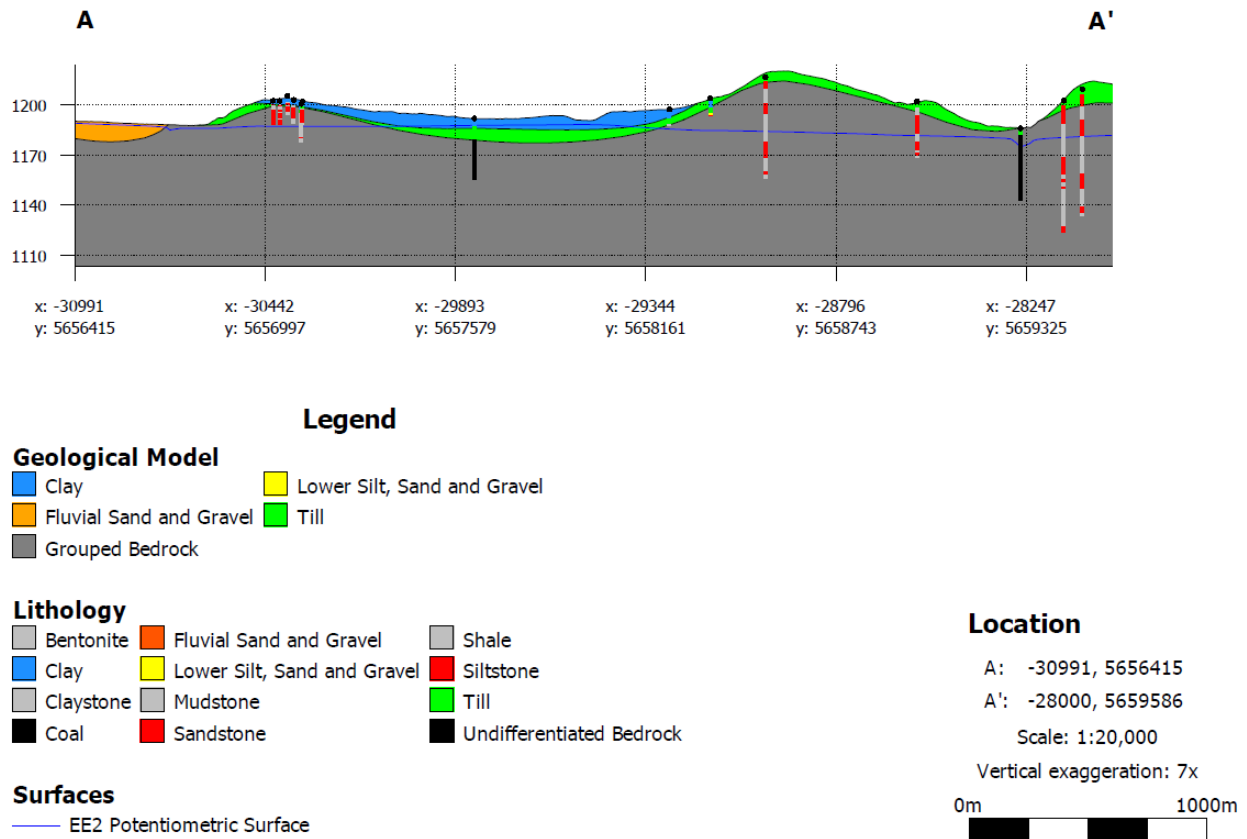 A A'
1200
1170
1140
1110
x: -30991 x: -30442 x: -29893 x: -29344 x: -28796 x: -28247
y: 5656415 y: 5656997 y: 5657579 y: 5658161 y: 5658743 y: 5659325
Legend
Geological Model
Clay Lower Silt, Sand and Gravel
Fluvial Sand and Gravel Till
Grouped Bedrock
Lithology
Bentonite Fluvial Sand and Gravel Shale
Clay Lower Silt, Sand and Gravel Siltstone
Claystone Mudstone Till
Coal Sandstone Undifferentiated Bedrock
Surfaces
EE2 Potentiometric Surface
Location
A: -30991, 5656415
A': -28000, 5659586
Scale: 1:20,000
Vertical exaggeration: 7x
0m 1000m